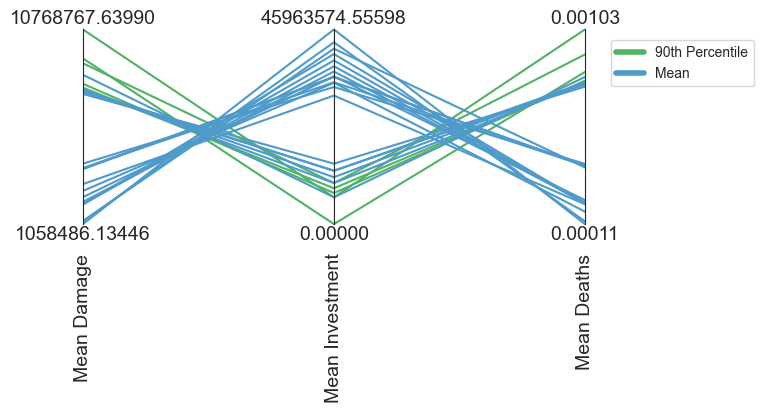 10768767.63990
45963574.55598
0.00103
90th Percentile
Mean
1058486.13446
0.00000
0.00011
Mean Damage
Mean Investment
Mean Deaths